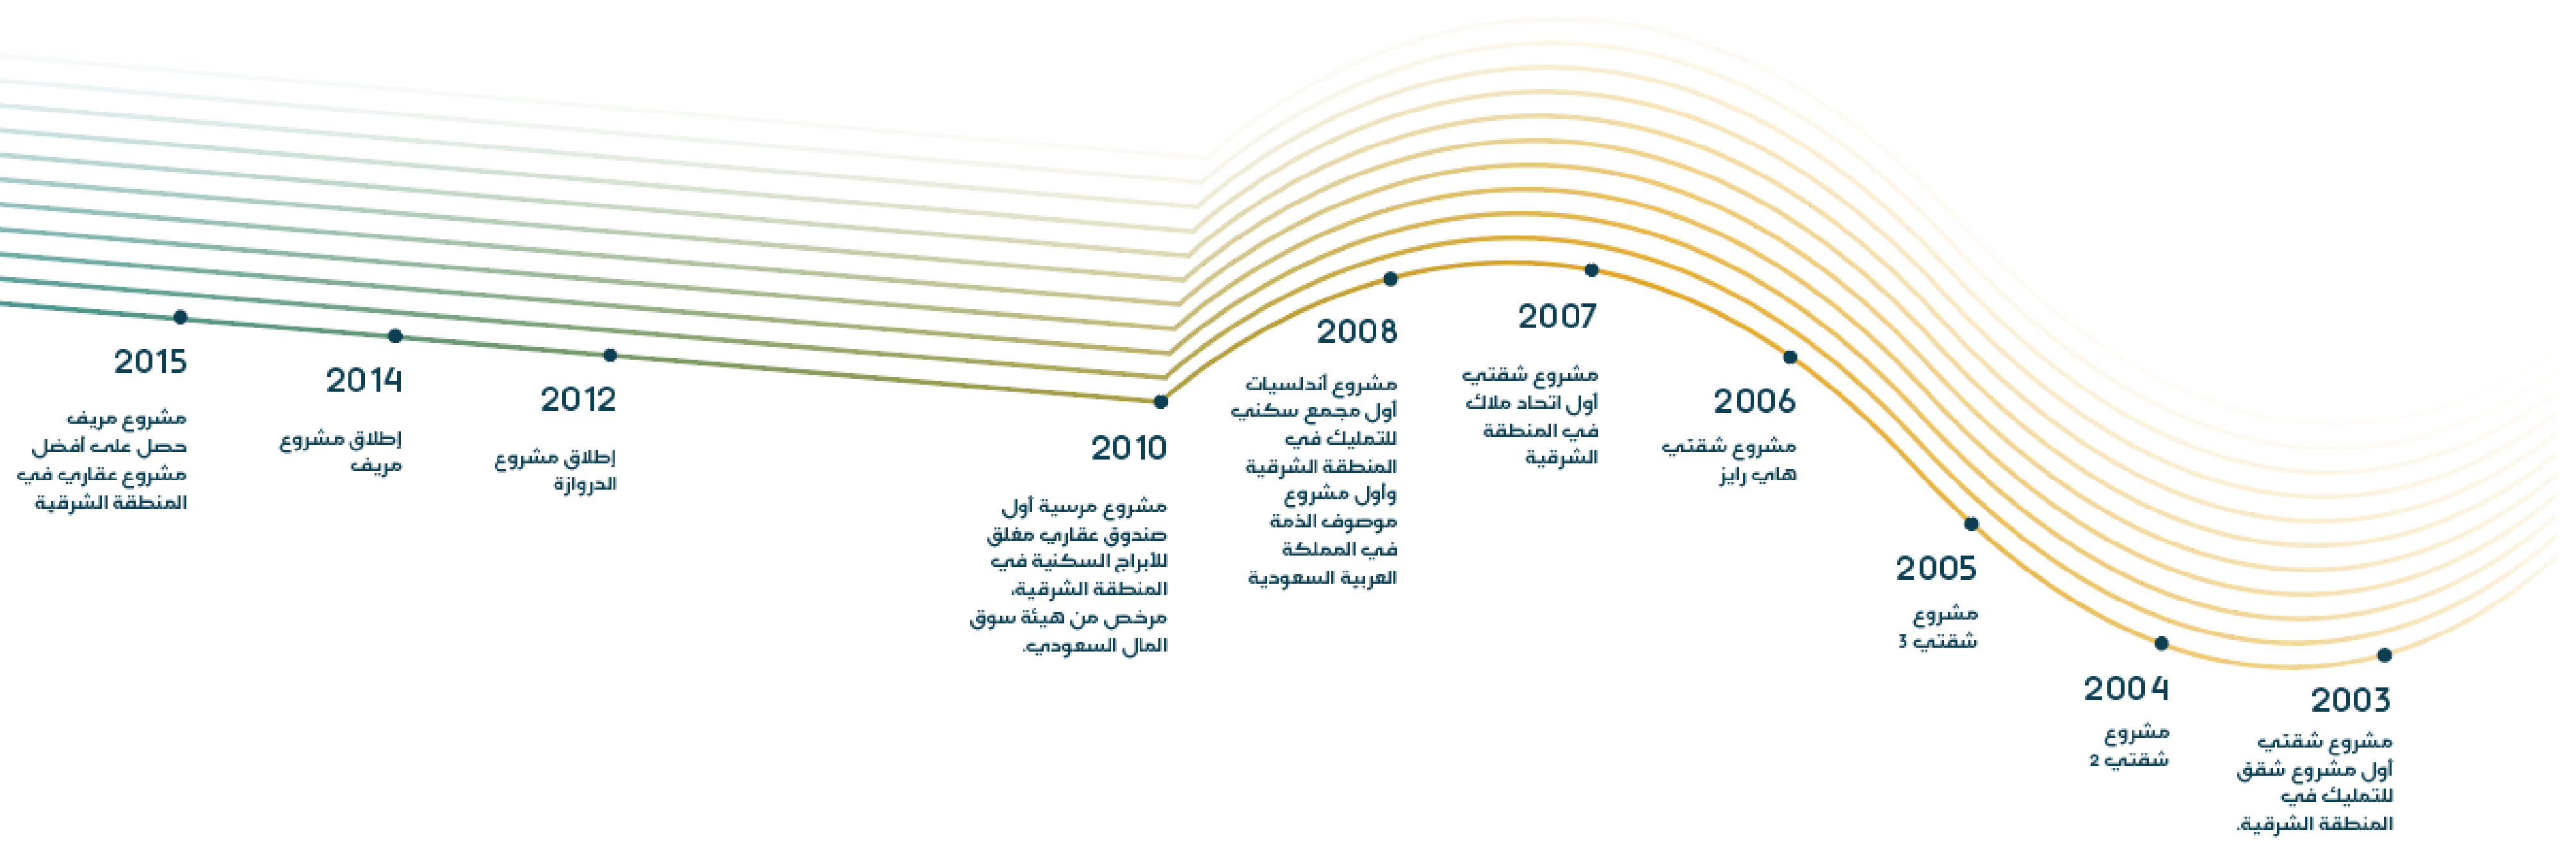 2003
مشروع شقتي
أول مشروع شقق
للتمليك في
المنطقة الشرقية.
2004
مشروع
شقتي 2
2005
مشروع
شقتي 3
2006
مشروع شقتي
هاي رايز
2007
مشروع شقتي
أول اتحاد ملاك
في المنطقة
الشرقية
2008
مشروع أندلسيات
أول مجمع سكني
للتمليك في
المنطقة الشرقية
وأول مشروع
موصوف الذمة
في المملكة
العربية السعودية
2010
مشروع مرسية أول
صندوق عقاري مغلق
للأبراج السكنية في
المنطقة الشرقية،
مرخص من هيئة سوق
المال السعودي.
2012
إطلاق مشروع
الدروازة
2014
إطلاق مشروع
مريف
2015
مشروع مريف
حصل على أفضل
مشروع عقاري في
المنطقة الشرقية